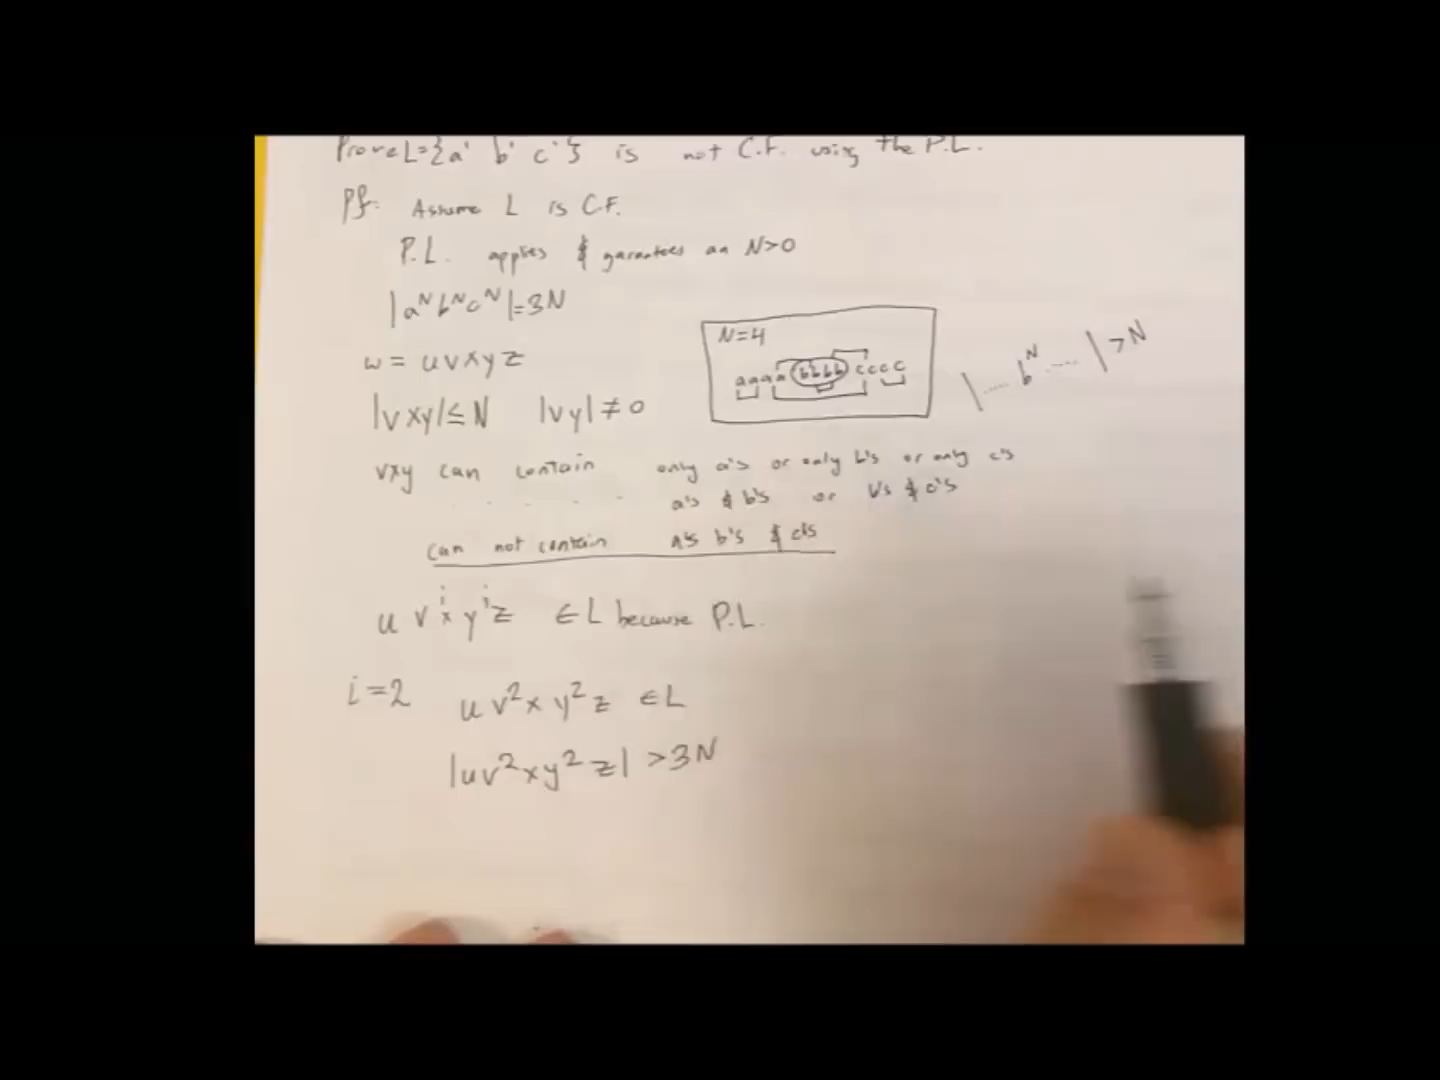 Prove L={aⁱ bⁱ cⁱ} is not C.F. using the P.L.
Pf: Assume L is C.F.
P.L. applies & garantees an N>0
|aᴺbᴺcᴺ|=3N
w = uvxyz
|vxy|≤N |vy|≠0
N=4
aaaa bbbb cccc
|.... bᴺ ....| >N
vxy can contain only a's or only b's or only c's
a's & b's or b's & c's
can not contain a's b's & c's
u vⁱ x yⁱ z ∈ L because P.L.
i=2 u v²x y² z ∈L
|uv²xy²z| >3N